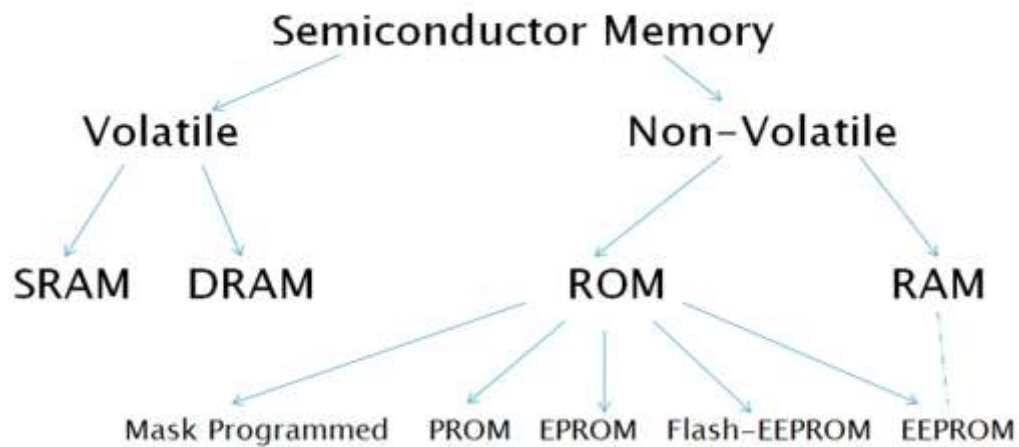 Semiconductor Memory
Volatile Non-Volatile
SRAM DRAM ROM RAM
Mask Programmed PROM EPROM Flash-EEPROM EEPROM